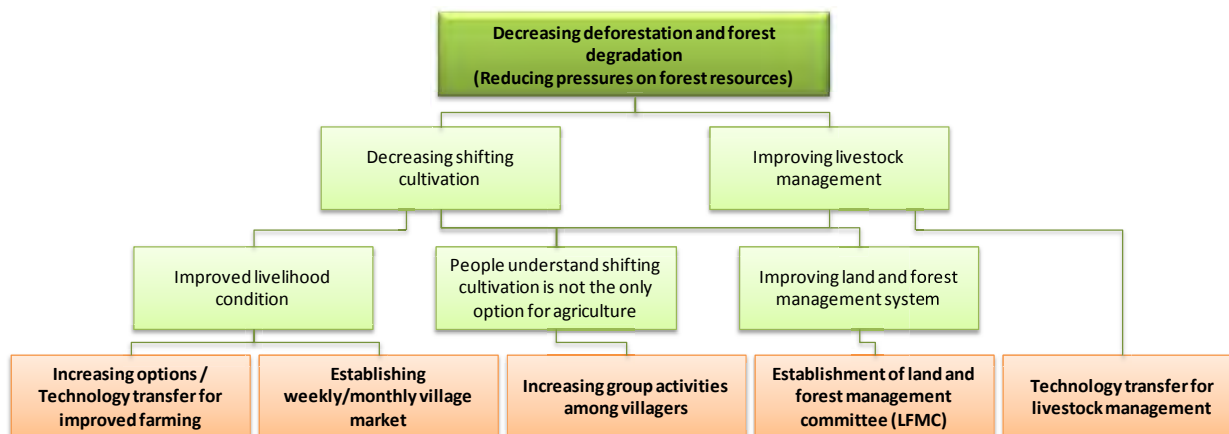 Decreasing deforestation and forest
degradation
(Reducing pressures on forest resources)
Decreasing shifting
cultivation
Improving livestock
management
Improved livelihood
condition
People understand shifting
cultivation is not the only
option for agriculture
Improving land and forest
management system
Increasing options /
Technology transfer for
improved farming
Establishing
weekly/monthly village
market
Increasing group activities
among villagers
Establishment of land and
forest management
committee (LFMC)
Technology transfer for
livestock management